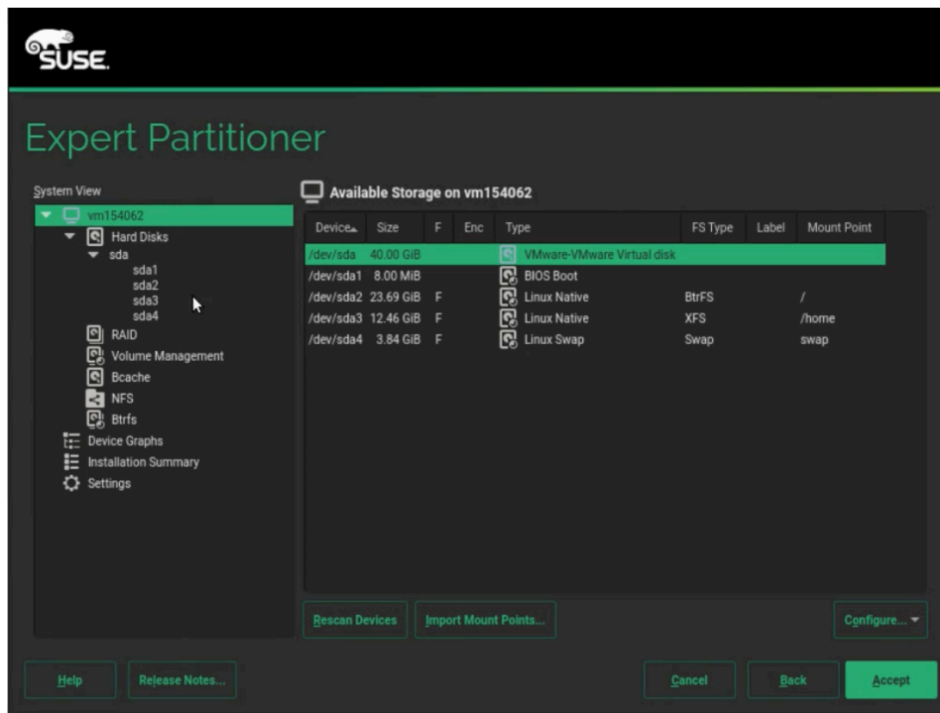 SUSE.
Expert Partitioner
System View
vm154062
Hard Disks
sda
sda1
sda2
sda3
sda4
RAID
Volume Management
Bcache
NFS
Btrfs
Device Graphs
Installation Summary
Settings
Available Storage on vm154062
Device Size F Enc Type FS Type Label Mount Point
/dev/sda 40.00 GiB VMware-VMware Virtual disk
/dev/sda1 8.00 MiB BIOS Boot
/dev/sda2 23.69 GiB F Linux Native BtrFS /
/dev/sda3 12.46 GiB F Linux Native XFS /home
/dev/sda4 3.84 GiB F Linux Swap Swap swap
Rescan Devices Import Mount Points... Configure...
Help Release Notes... Cancel Back Accept